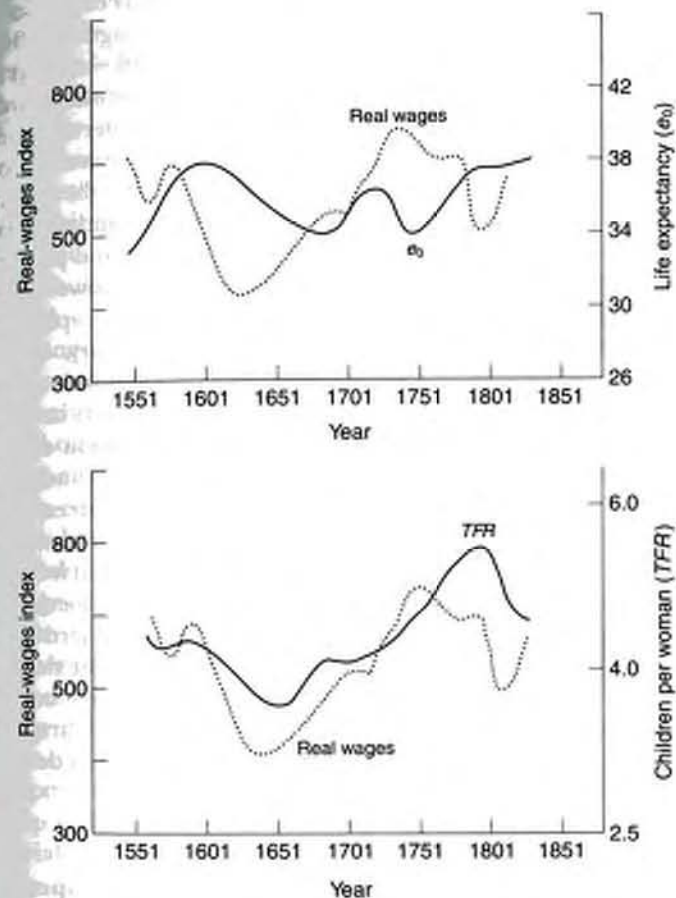 800
Real wages
42
38
Real-wages index
Life expectancy (e₀)
500
34
e₀
30
300
26
1551 1601 1651 1701 1751 1801 1851
Year
6.0
TFR
800
Real-wages index
Children per woman (TFR)
4.0
500
Real wages
300
2.5
1551 1601 1651 1701 1751 1801 1851
Year